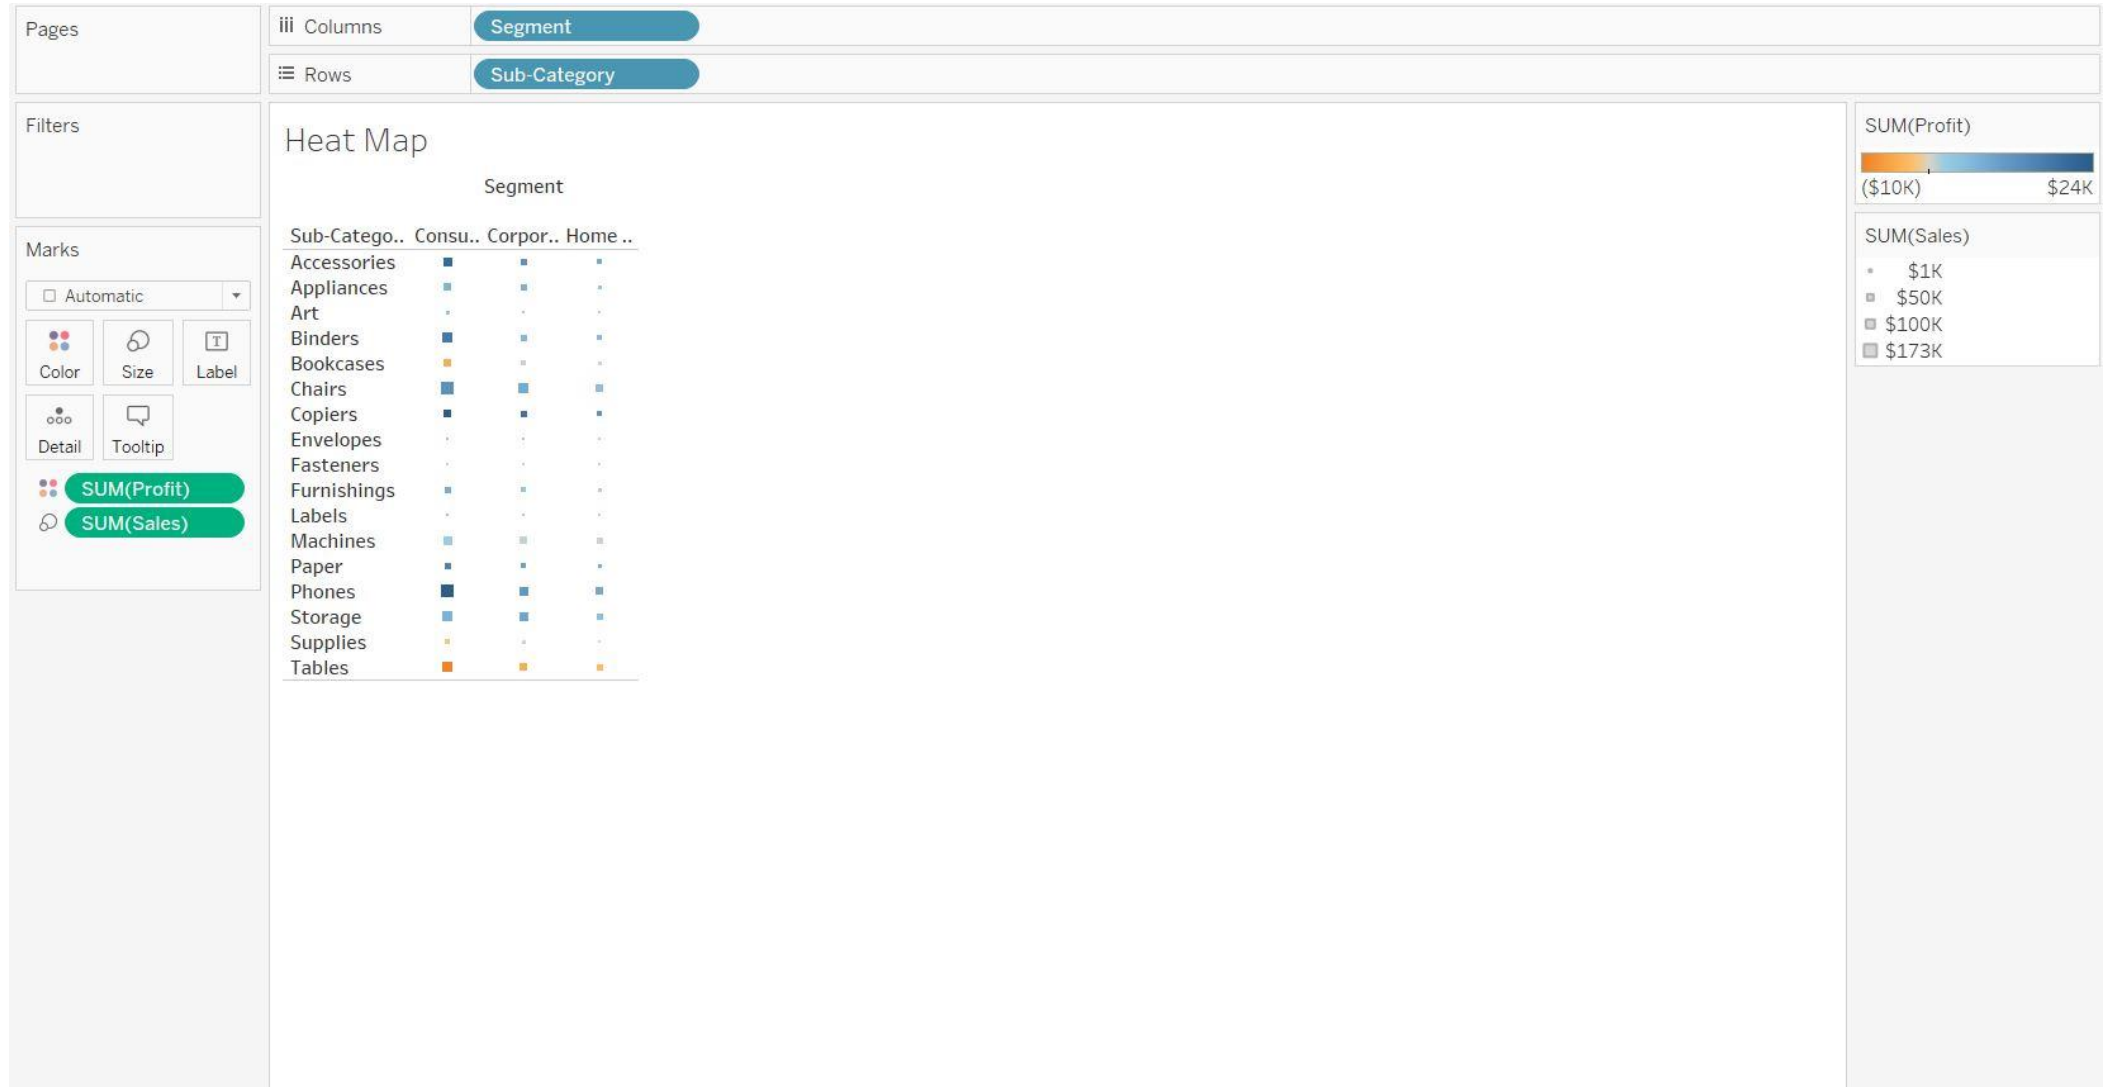 Pages
Columns
Segment
Rows
Sub-Category
Filters
Marks
Automatic
Color
Size
Label
Detail
Tooltip
SUM(Profit)
SUM(Sales)
Heat Map
Segment
Sub-Catego.. Consu.. Corpor.. Home ..
Accessories
Appliances
Art
Binders
Bookcases
Chairs
Copiers
Envelopes
Fasteners
Furnishings
Labels
Machines
Paper
Phones
Storage
Supplies
Tables
SUM(Profit)
($10K) $24K
SUM(Sales)
$1K
$50K
$100K
$173K